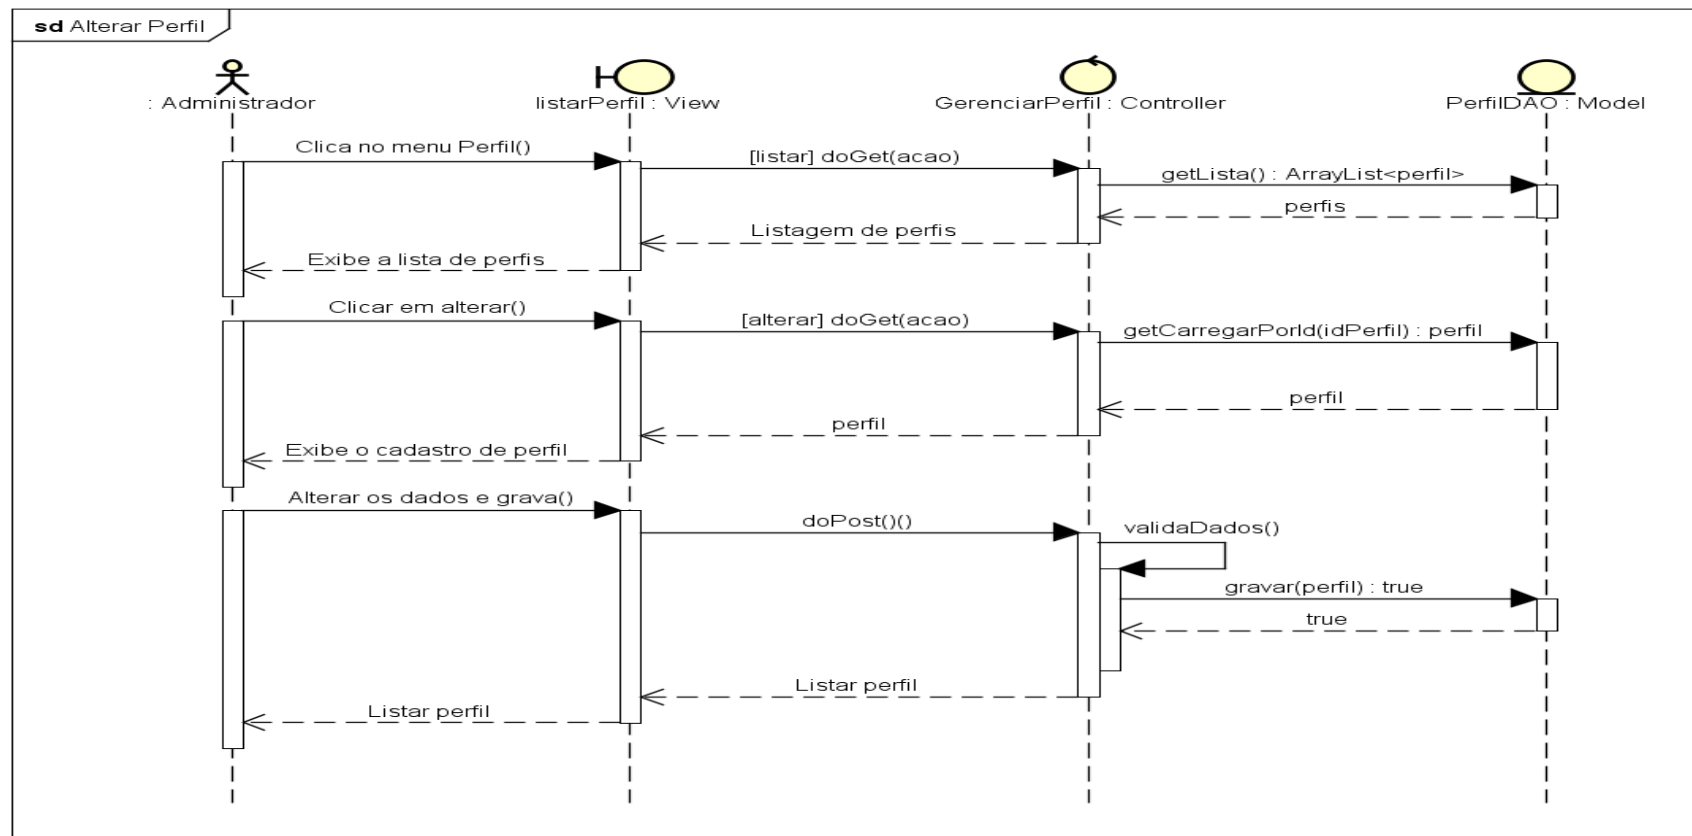 sd Alterar Perfil
: Administrador
listarPerfil : View
GerenciarPerfil : Controller
PerfilDAO : Model
Clica no menu Perfil()
[listar] doGet(acao)
getLista() : ArrayList<perfil>
perfis
Listagem de perfis
Exibe a lista de perfis
Clicar em alterar()
[alterar] doGet(acao)
getCarregarPorId(idPerfil) : perfil
perfil
perfil
Exibe o cadastro de perfil
Alterar os dados e grava()
doPost()()
validaDados()
gravar(perfil) : true
true
Listar perfil
Listar perfil